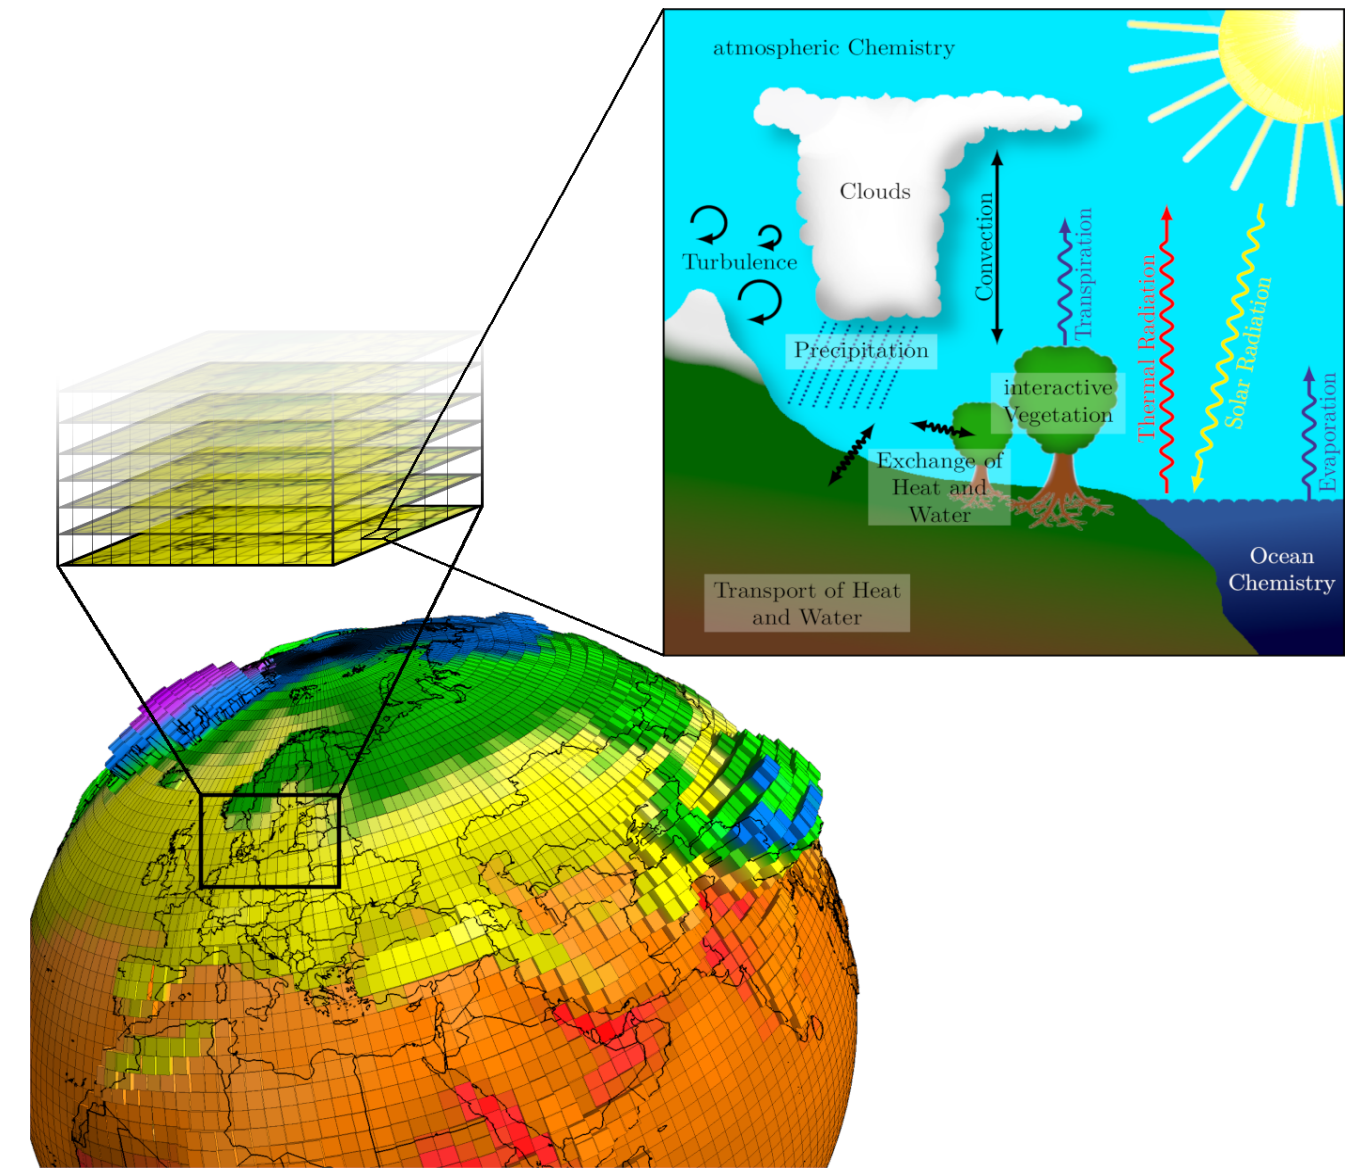 atmospheric Chemistry
Clouds
Turbulence
Convection
Transpiration
Thermal Radiation
Solar Radiation
Evaporation
Precipitation
interactive
Vegetation
Exchange of
Heat and
Water
Ocean
Chemistry
Transport of Heat
and Water